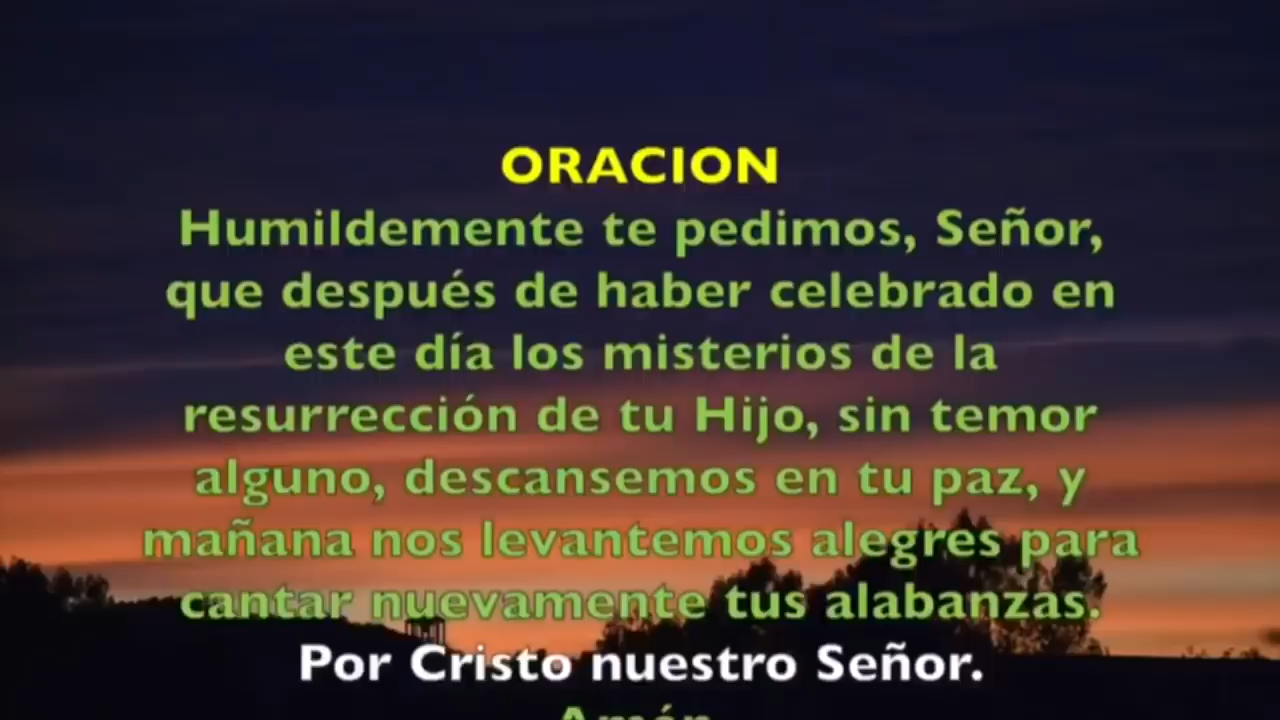 ORACION
Humildemente te pedimos, Señor,
que después de haber celebrado en
este día los misterios de la
resurrección de tu Hijo, sin temor
alguno, descansemos en tu paz, y
mañana nos levantemos alegres para
cantar nuevamente tus alabanzas.
Por Cristo nuestro Señor.
Amén